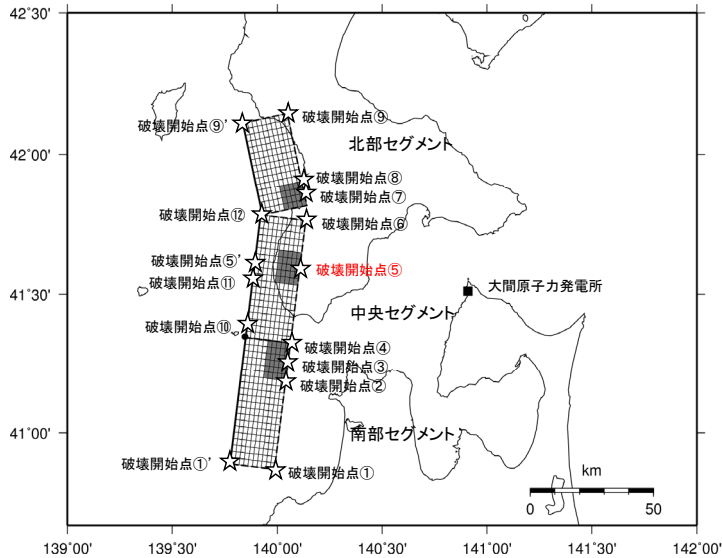 42˚30'
破壊開始点⑨
破壊開始点⑨'
北部セグメント
42˚00'
破壊開始点⑧
破壊開始点⑦
破壊開始点⑫
破壊開始点⑥
破壊開始点⑤'
破壊開始点⑤
破壊開始点⑪
大間原子力発電所
41˚30'
中央セグメント
破壊開始点⑩
破壊開始点④
破壊開始点③
破壊開始点②
41˚00'
南部セグメント
破壊開始点①'
破壊開始点①
km
0 50
139˚00' 139˚30' 140˚00' 140˚30' 141˚00' 141˚30' 142˚00'